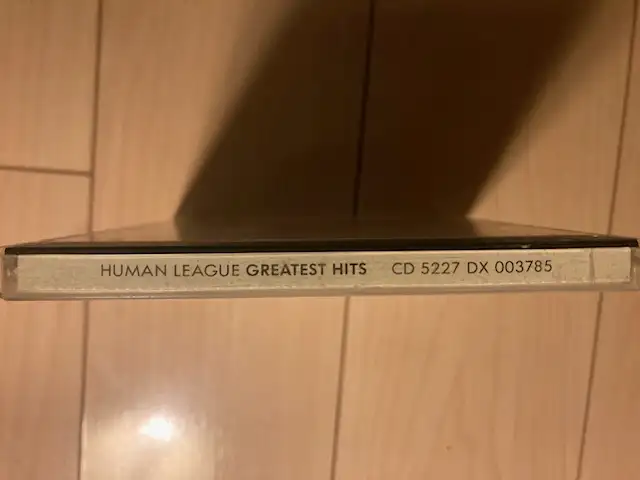 HUMAN LEAGUE GREATEST HITS CD 5227 DX 003785